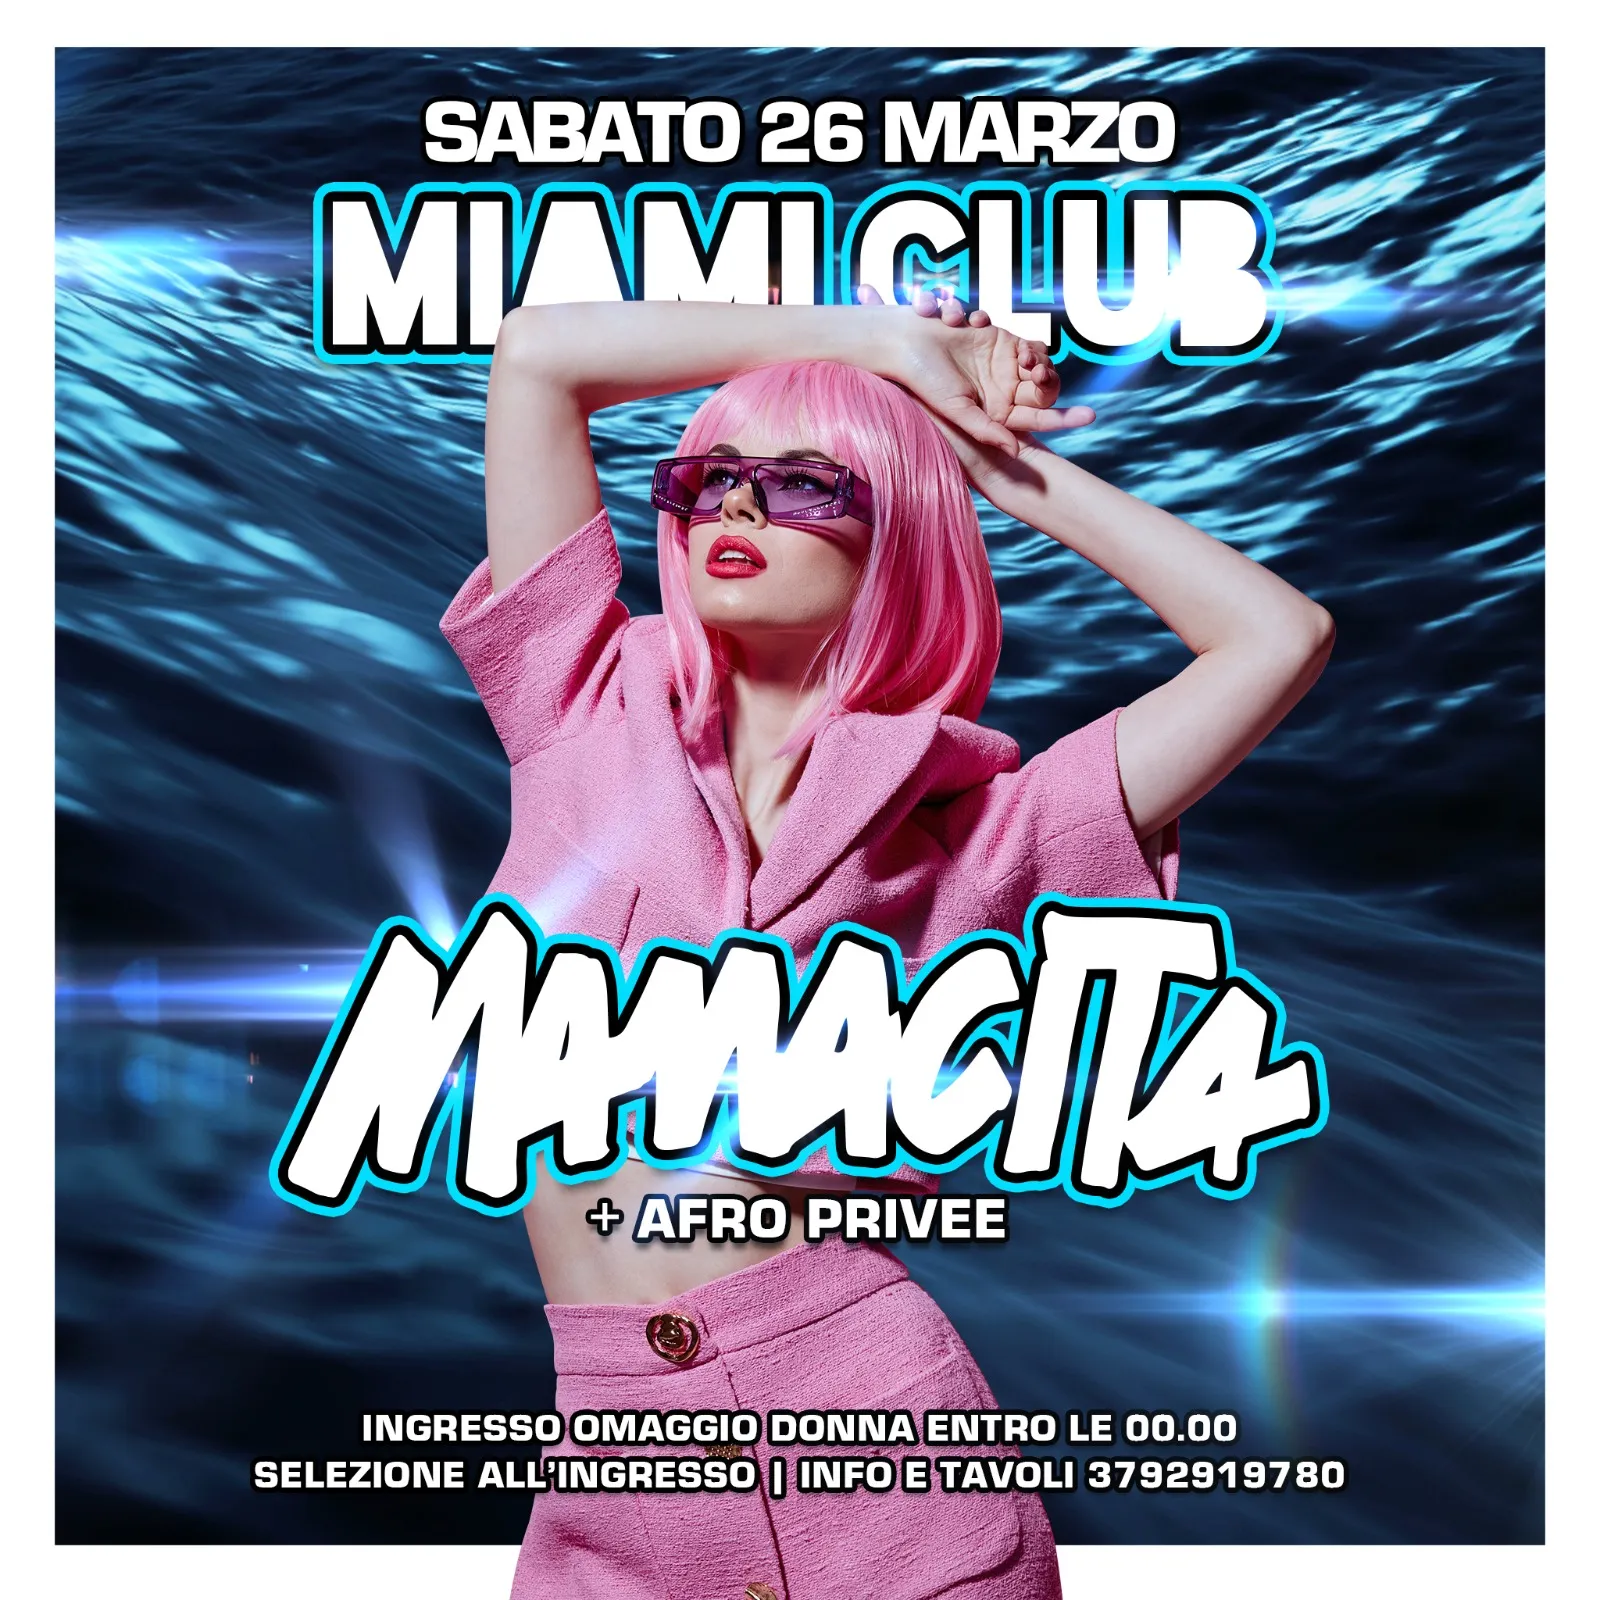 SABATO 26 MARZO
MIAMI CLUB
MAMACITA
+ AFRO PRIVEE
INGRESSO OMAGGIO DONNA ENTRO LE 00.00
SELEZIONE ALL'INGRESSO | INFO E TAVOLI 3792919780